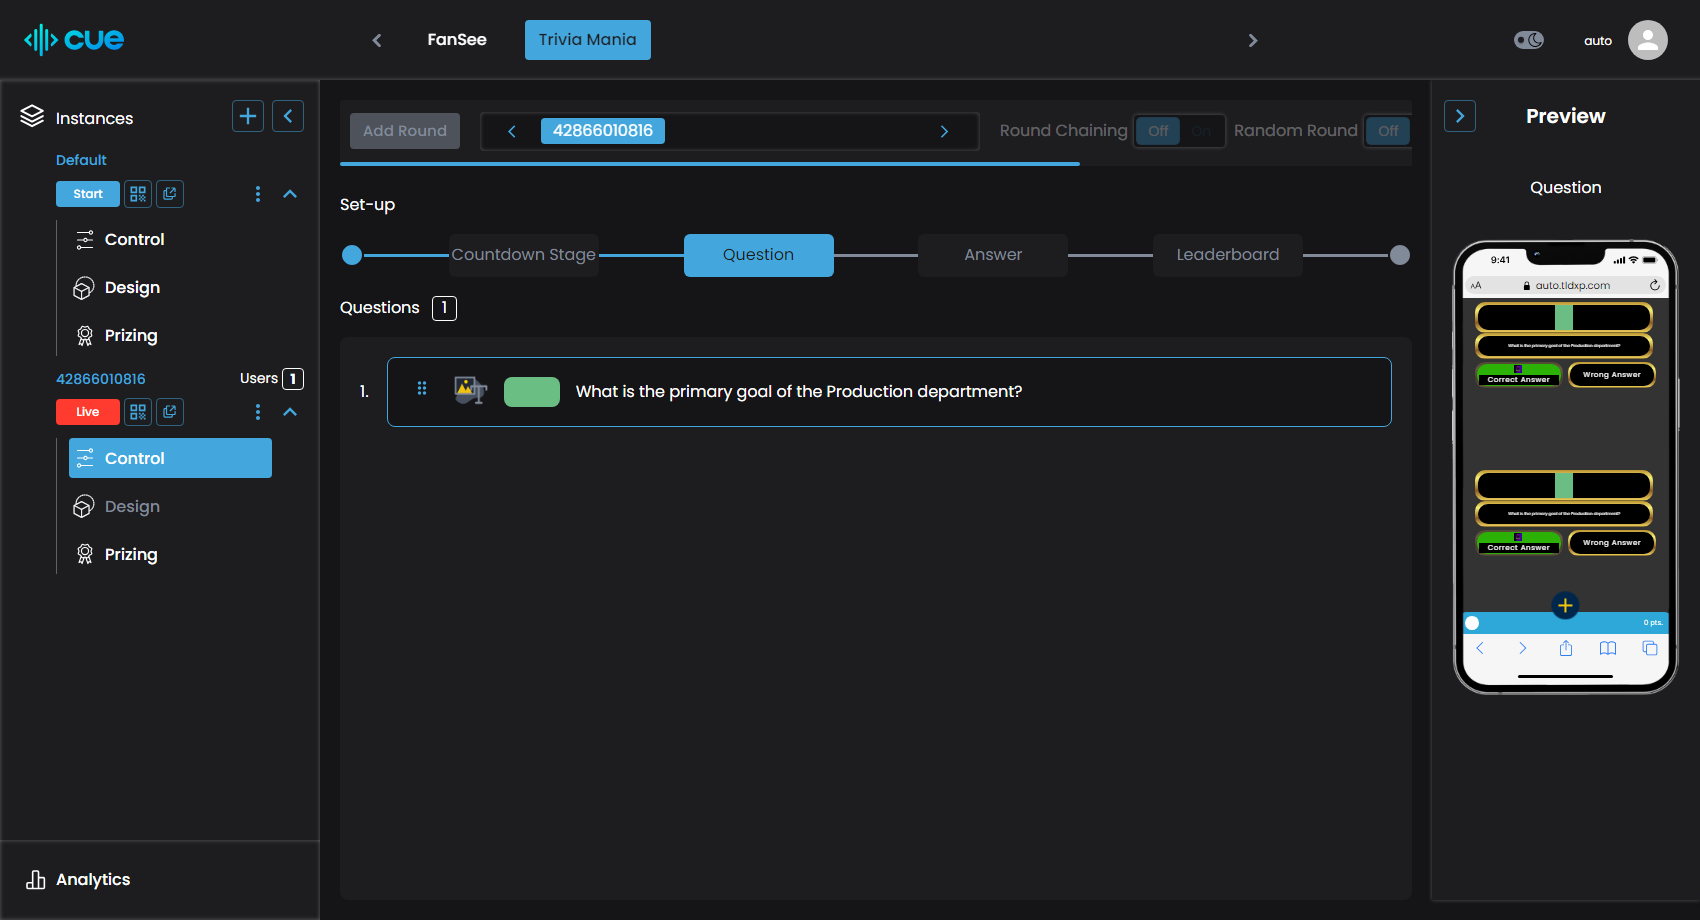 cue
FanSee
Trivia Mania
auto
Instances
Default
Start
Control
Design
Prizing
42866010816
Users 1
Live
Control
Design
Prizing
Analytics
Add Round
42866010816
Round Chaining
Off
On
Random Round
Off
Set-up
Countdown Stage
Question
Answer
Leaderboard
Questions 1
1.
What is the primary goal of the Production department?
Preview
Question
9:41
AA
auto.tldxp.com
What is the primary goal of the Production department?
Correct Answer
Wrong Answer
What is the primary goal of the Production department?
Correct Answer
Wrong Answer
0 pts.